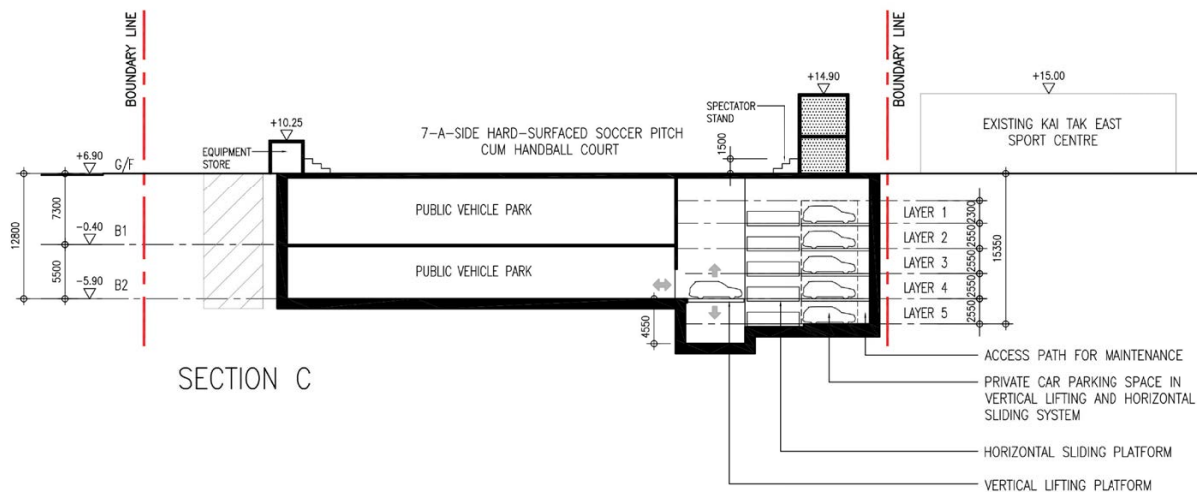 BOUNDARY LINE
BOUNDARY LINE
+14.90
+15.00
+10.25
SPECTATOR
STAND
7-A-SIDE HARD-SURFACED SOCCER PITCH
CUM HANDBALL COURT
EXISTING KAI TAK EAST
SPORT CENTRE
EQUIPMENT
STORE
1500
+6.90
G/F
7300
12800
PUBLIC VEHICLE PARK
LAYER 1
2300
-0.40
B1
LAYER 2
2550
15350
PUBLIC VEHICLE PARK
LAYER 3
2550
5500
-5.90
B2
LAYER 4
2550
LAYER 5
2550
4550
SECTION C
ACCESS PATH FOR MAINTENANCE
PRIVATE CAR PARKING SPACE IN
VERTICAL LIFTING AND HORIZONTAL
SLIDING SYSTEM
HORIZONTAL SLIDING PLATFORM
VERTICAL LIFTING PLATFORM